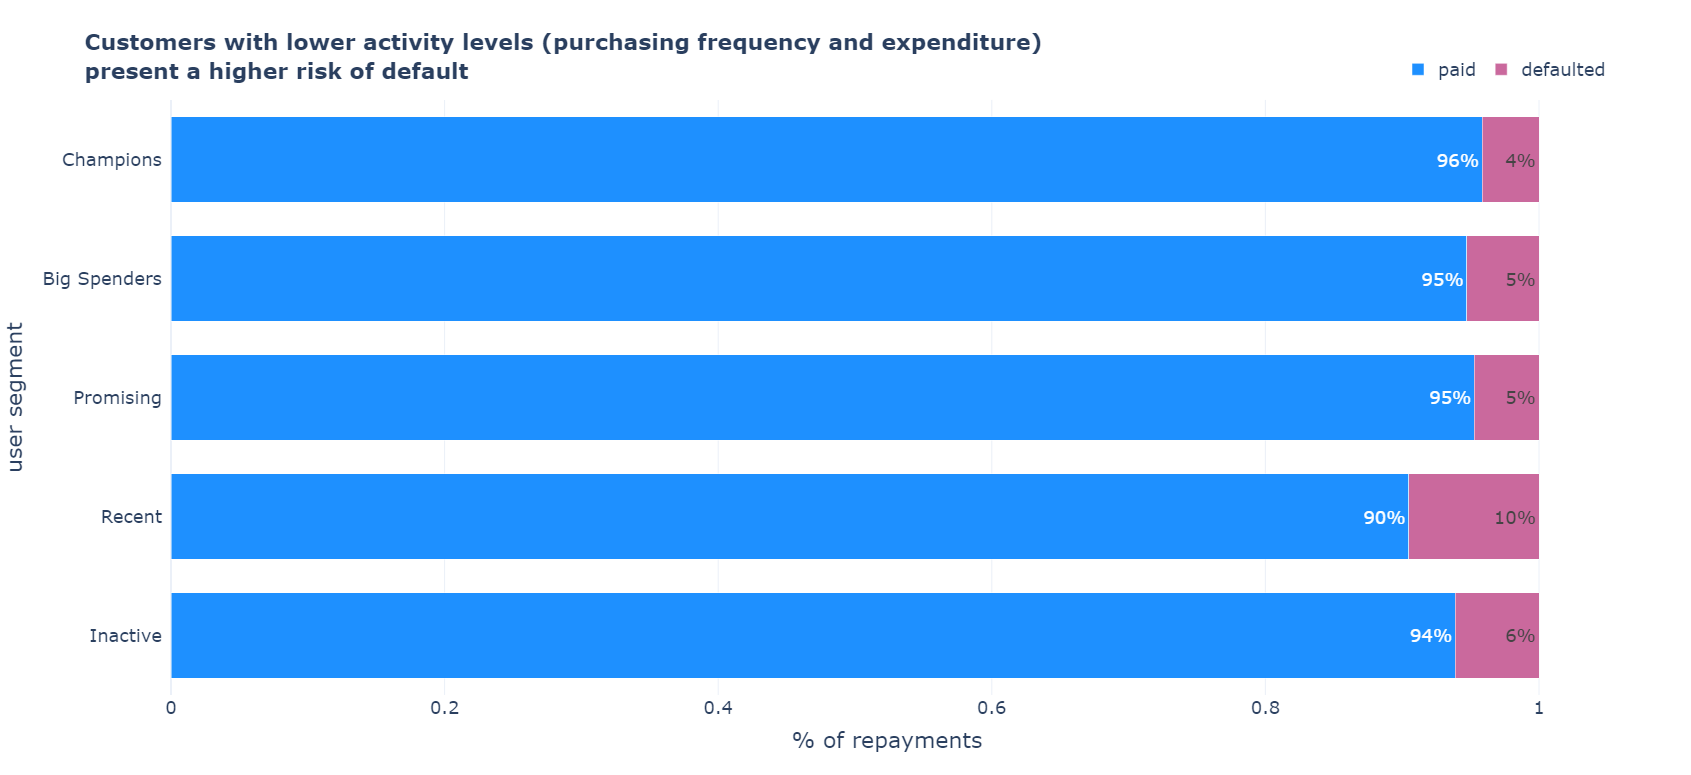 Customers with lower activity levels (purchasing frequency and expenditure)
present a higher risk of default
paid
defaulted
user segment
Champions
96%
4%
Big Spenders
95%
5%
Promising
95%
5%
Recent
90%
10%
Inactive
94%
6%
0
0.2
0.4
0.6
0.8
1
% of repayments